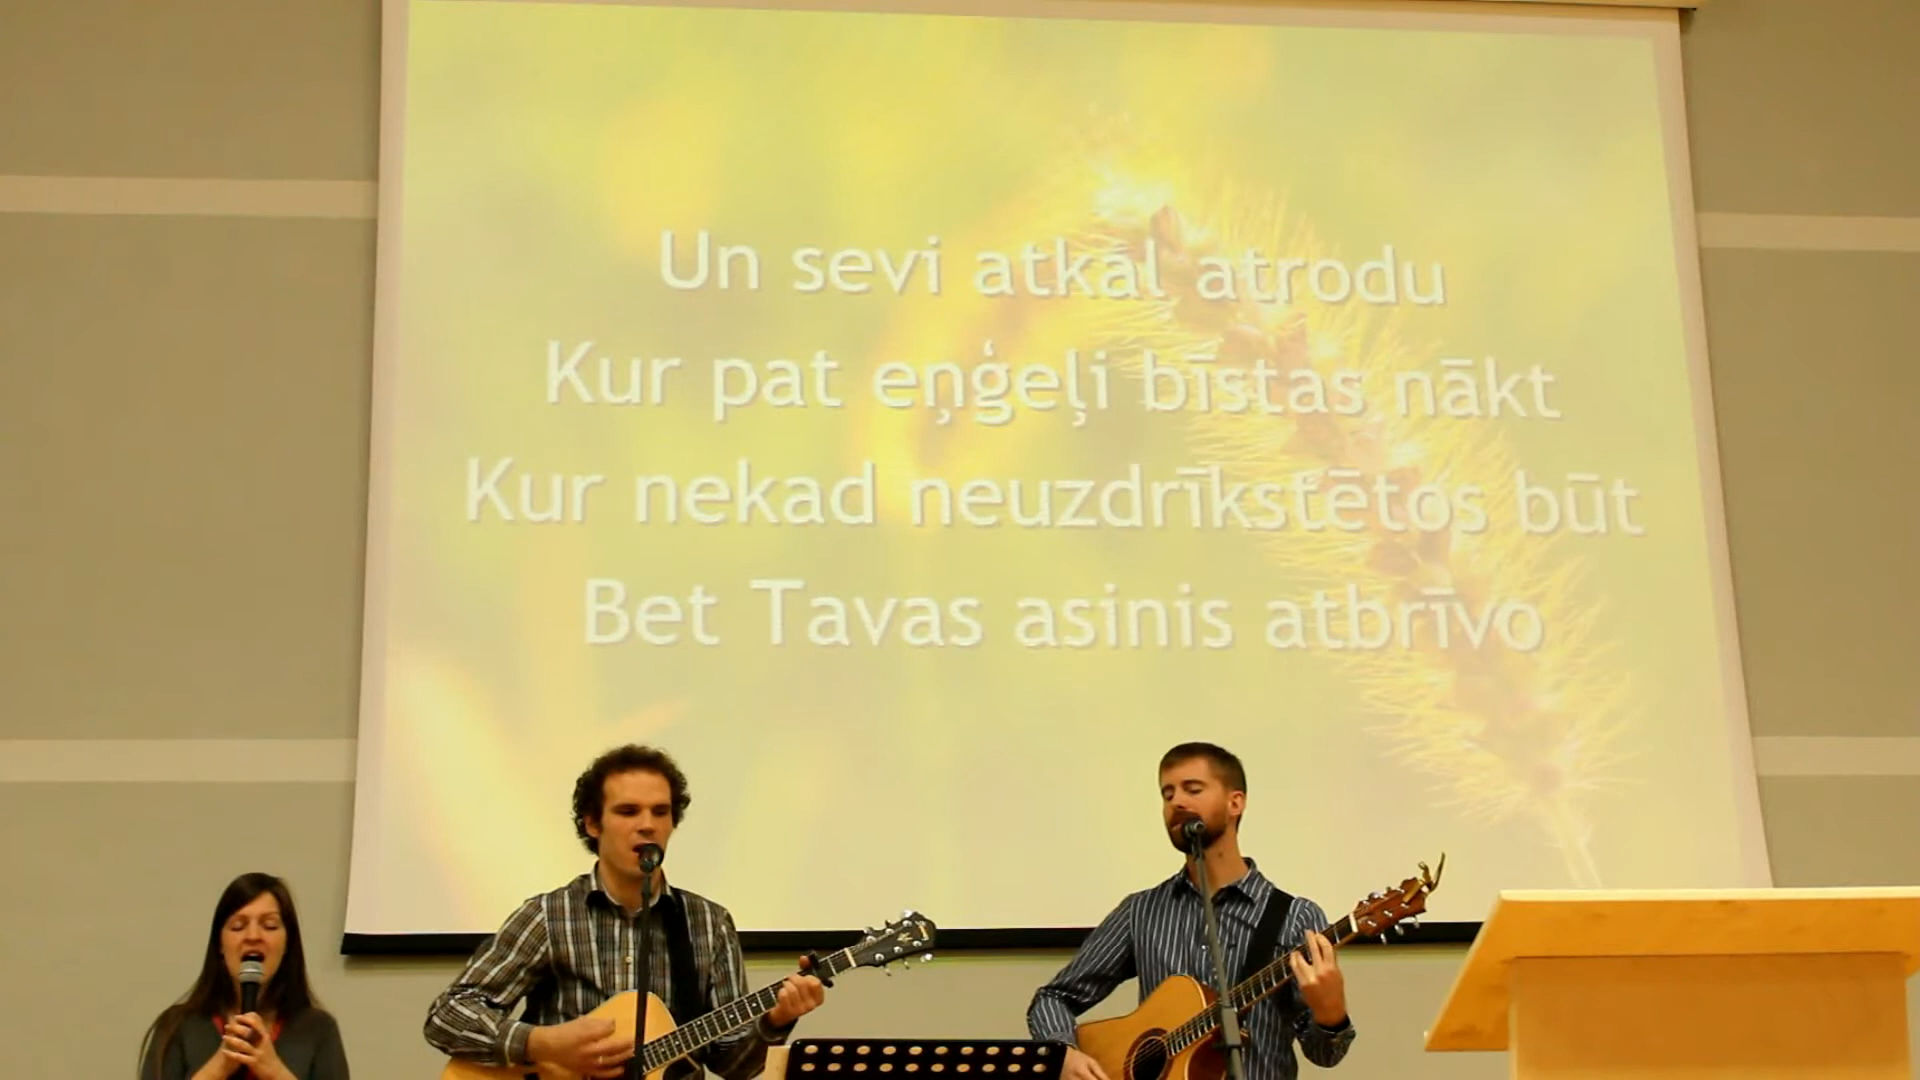 Un sevi atkal atrodu
Kur pat eņģeļi bīstas nākt
Kur nekad neuzdrīkstētos būt
Bet Tavas asinis atbrīvo